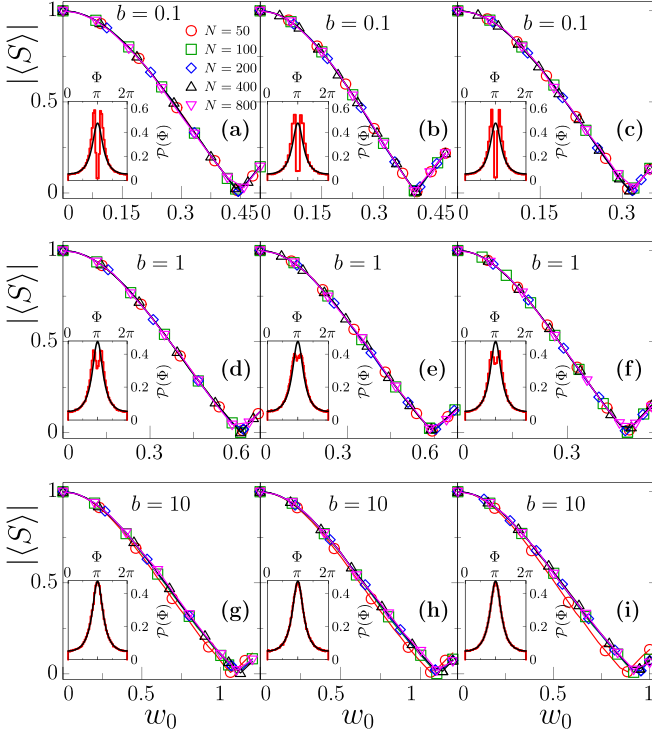 b = 0.1 b = 0.1 b = 0.1
|⟨S⟩|
1
0.5
0
N = 50
N = 100
N = 200
N = 400
N = 800
Φ
0 π 2π
0.6
0.4
0.2
0
P(Φ)
(a)
0 0.15 0.3 0.45
Φ
0 π 2π
0.6
0.4
0.2
0
P(Φ)
(b)
0 0.15 0.3 0.45
Φ
0 π 2π
0.6
0.4
0.2
0
P(Φ)
(c)
0 0.15 0.3
b = 1 b = 1 b = 1
|⟨S⟩|
1
0.5
0
Φ
0 π 2π
0.4
0.2
0
P(Φ)
(d)
0 0.3 0.6
Φ
0 π 2π
0.4
0.2
0
P(Φ)
(e)
0 0.3 0.6
Φ
0 π 2π
0.4
0.2
0
P(Φ)
(f)
0 0.3
b = 10 b = 10 b = 10
|⟨S⟩|
1
0.5
0
Φ
0 π 2π
0.4
0.2
0
P(Φ)
(g)
0 0.5 1
w₀
Φ
0 π 2π
0.4
0.2
0
P(Φ)
(h)
0 0.5 1
w₀
Φ
0 π 2π
0.4
0.2
0
P(Φ)
(i)
0 0.5 1
w₀